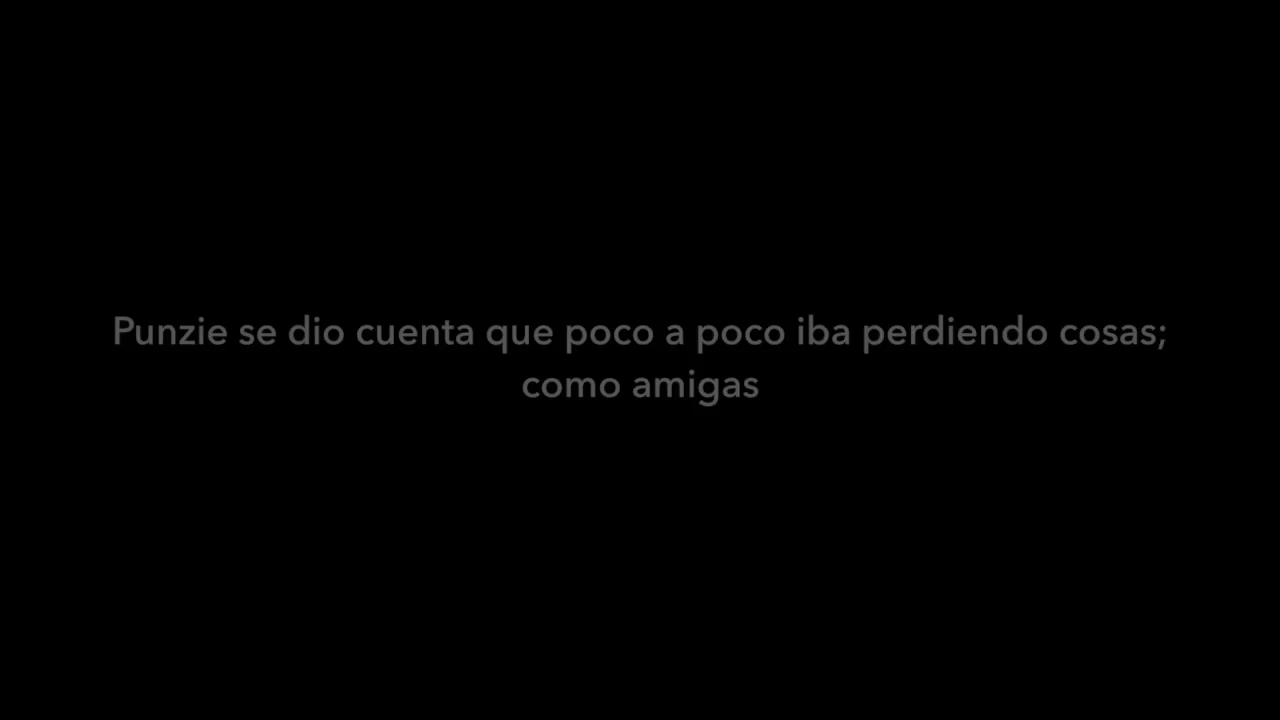 Punzie se dio cuenta que poco a poco iba perdiendo cosas;
como amigas